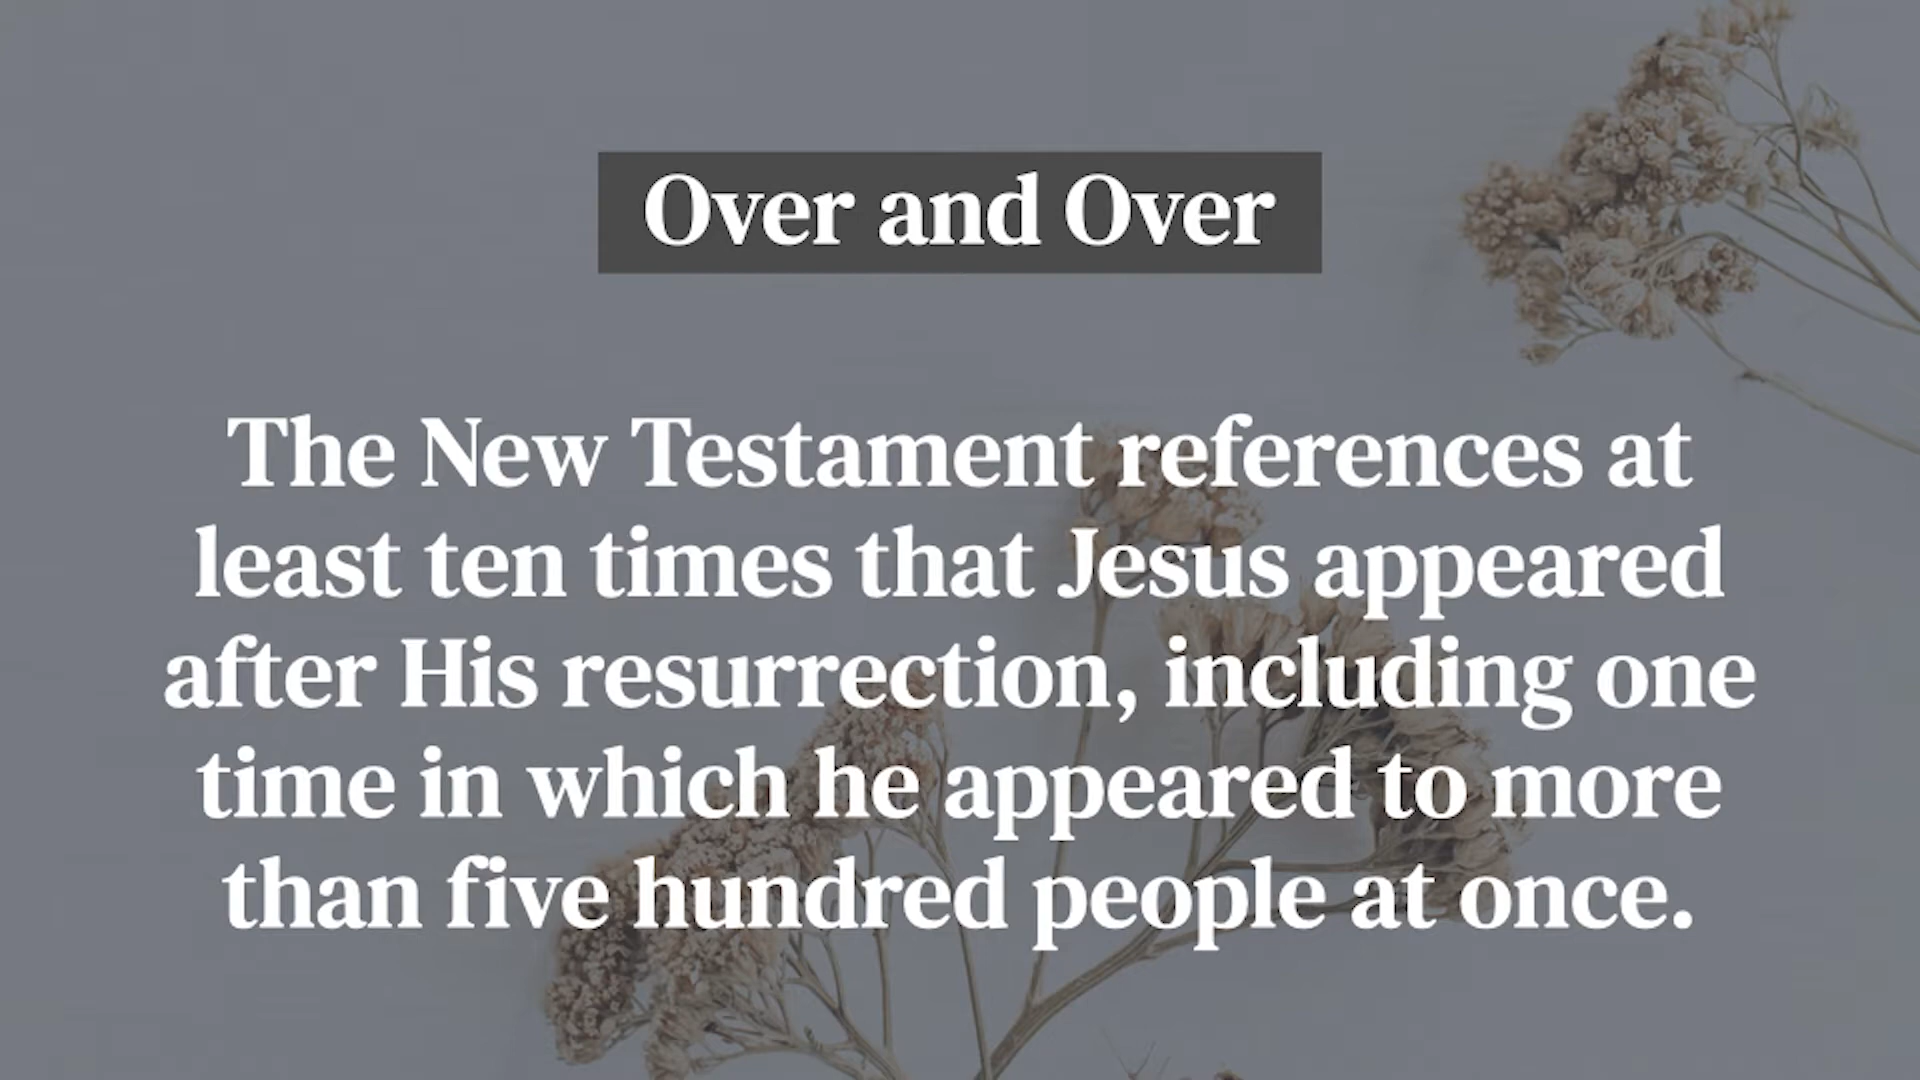 Over and Over
The New Testament references at
least ten times that Jesus appeared
after His resurrection, including one
time in which he appeared to more
than five hundred people at once.